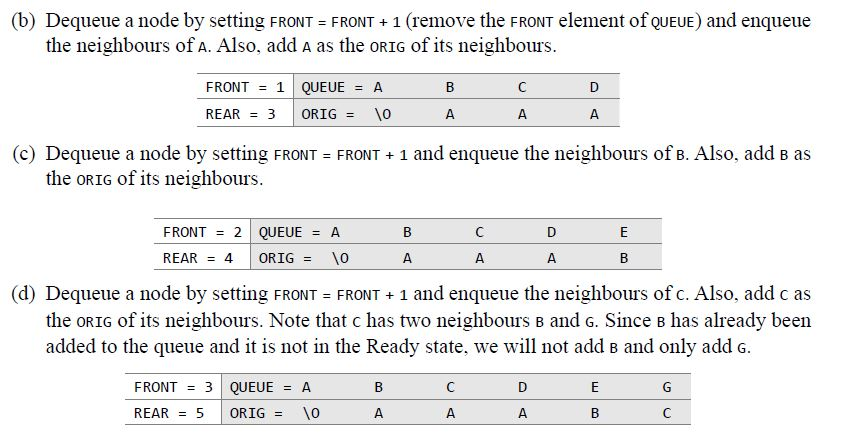 (b) Dequeue a node by setting FRONT = FRONT + 1 (remove the FRONT element of QUEUE) and enqueue
the neighbours of A. Also, add A as the ORIG of its neighbours.
FRONT = 1 QUEUE = A B C D
REAR = 3 ORIG = \0 A A A
(c) Dequeue a node by setting FRONT = FRONT + 1 and enqueue the neighbours of B. Also, add B as
the ORIG of its neighbours.
FRONT = 2 QUEUE = A B C D E
REAR = 4 ORIG = \0 A A A B
(d) Dequeue a node by setting FRONT = FRONT + 1 and enqueue the neighbours of C. Also, add C as
the ORIG of its neighbours. Note that C has two neighbours B and G. Since B has already been
added to the queue and it is not in the Ready state, we will not add B and only add G.
FRONT = 3 QUEUE = A B C D E G
REAR = 5 ORIG = \0 A A A B C